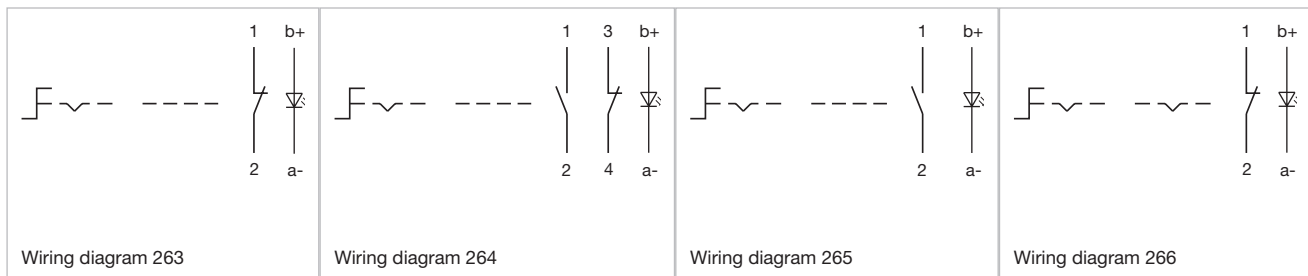 1 b+
2 a-
Wiring diagram 263
1 3 b+
2 4 a-
Wiring diagram 264
1 b+
2 a-
Wiring diagram 265
1 b+
2 a-
Wiring diagram 266